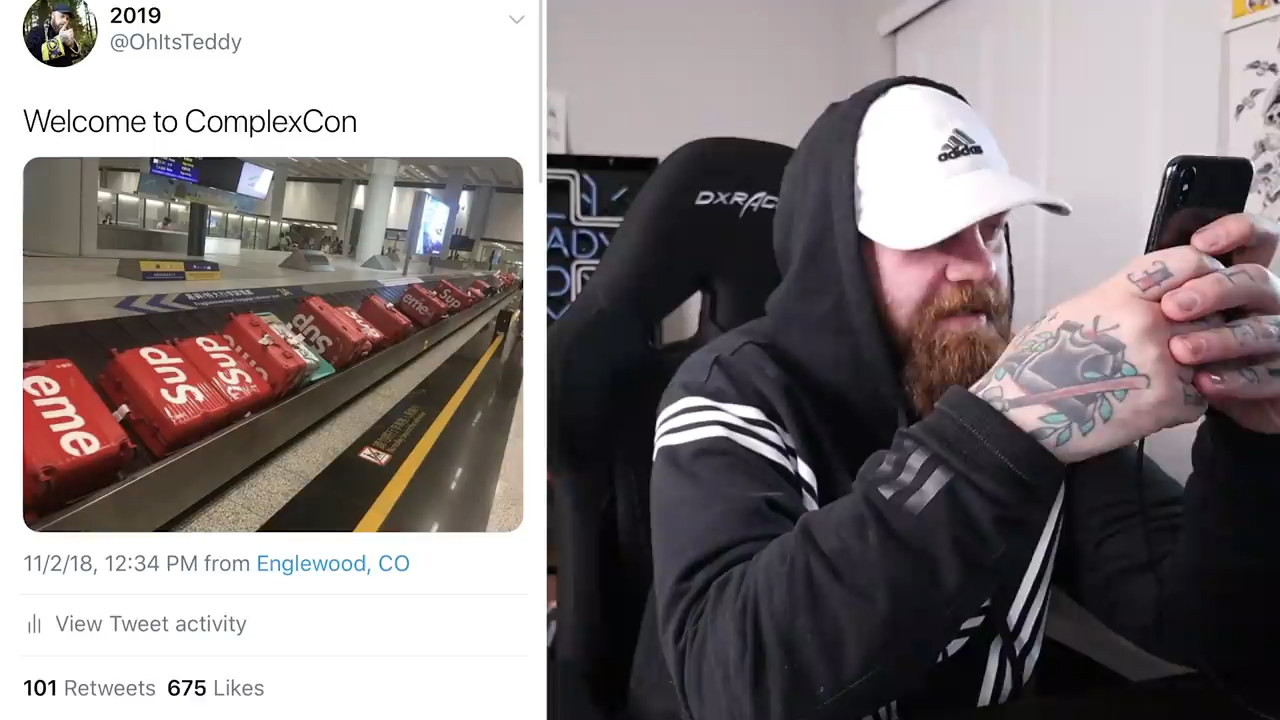 2019
@OhItsTeddy
Welcome to ComplexCon
eme
Sup
Sup
Sup
eme
Sup
11/2/18, 12:34 PM from Englewood, CO
View Tweet activity
101 Retweets 675 Likes
DXRAC
adidas